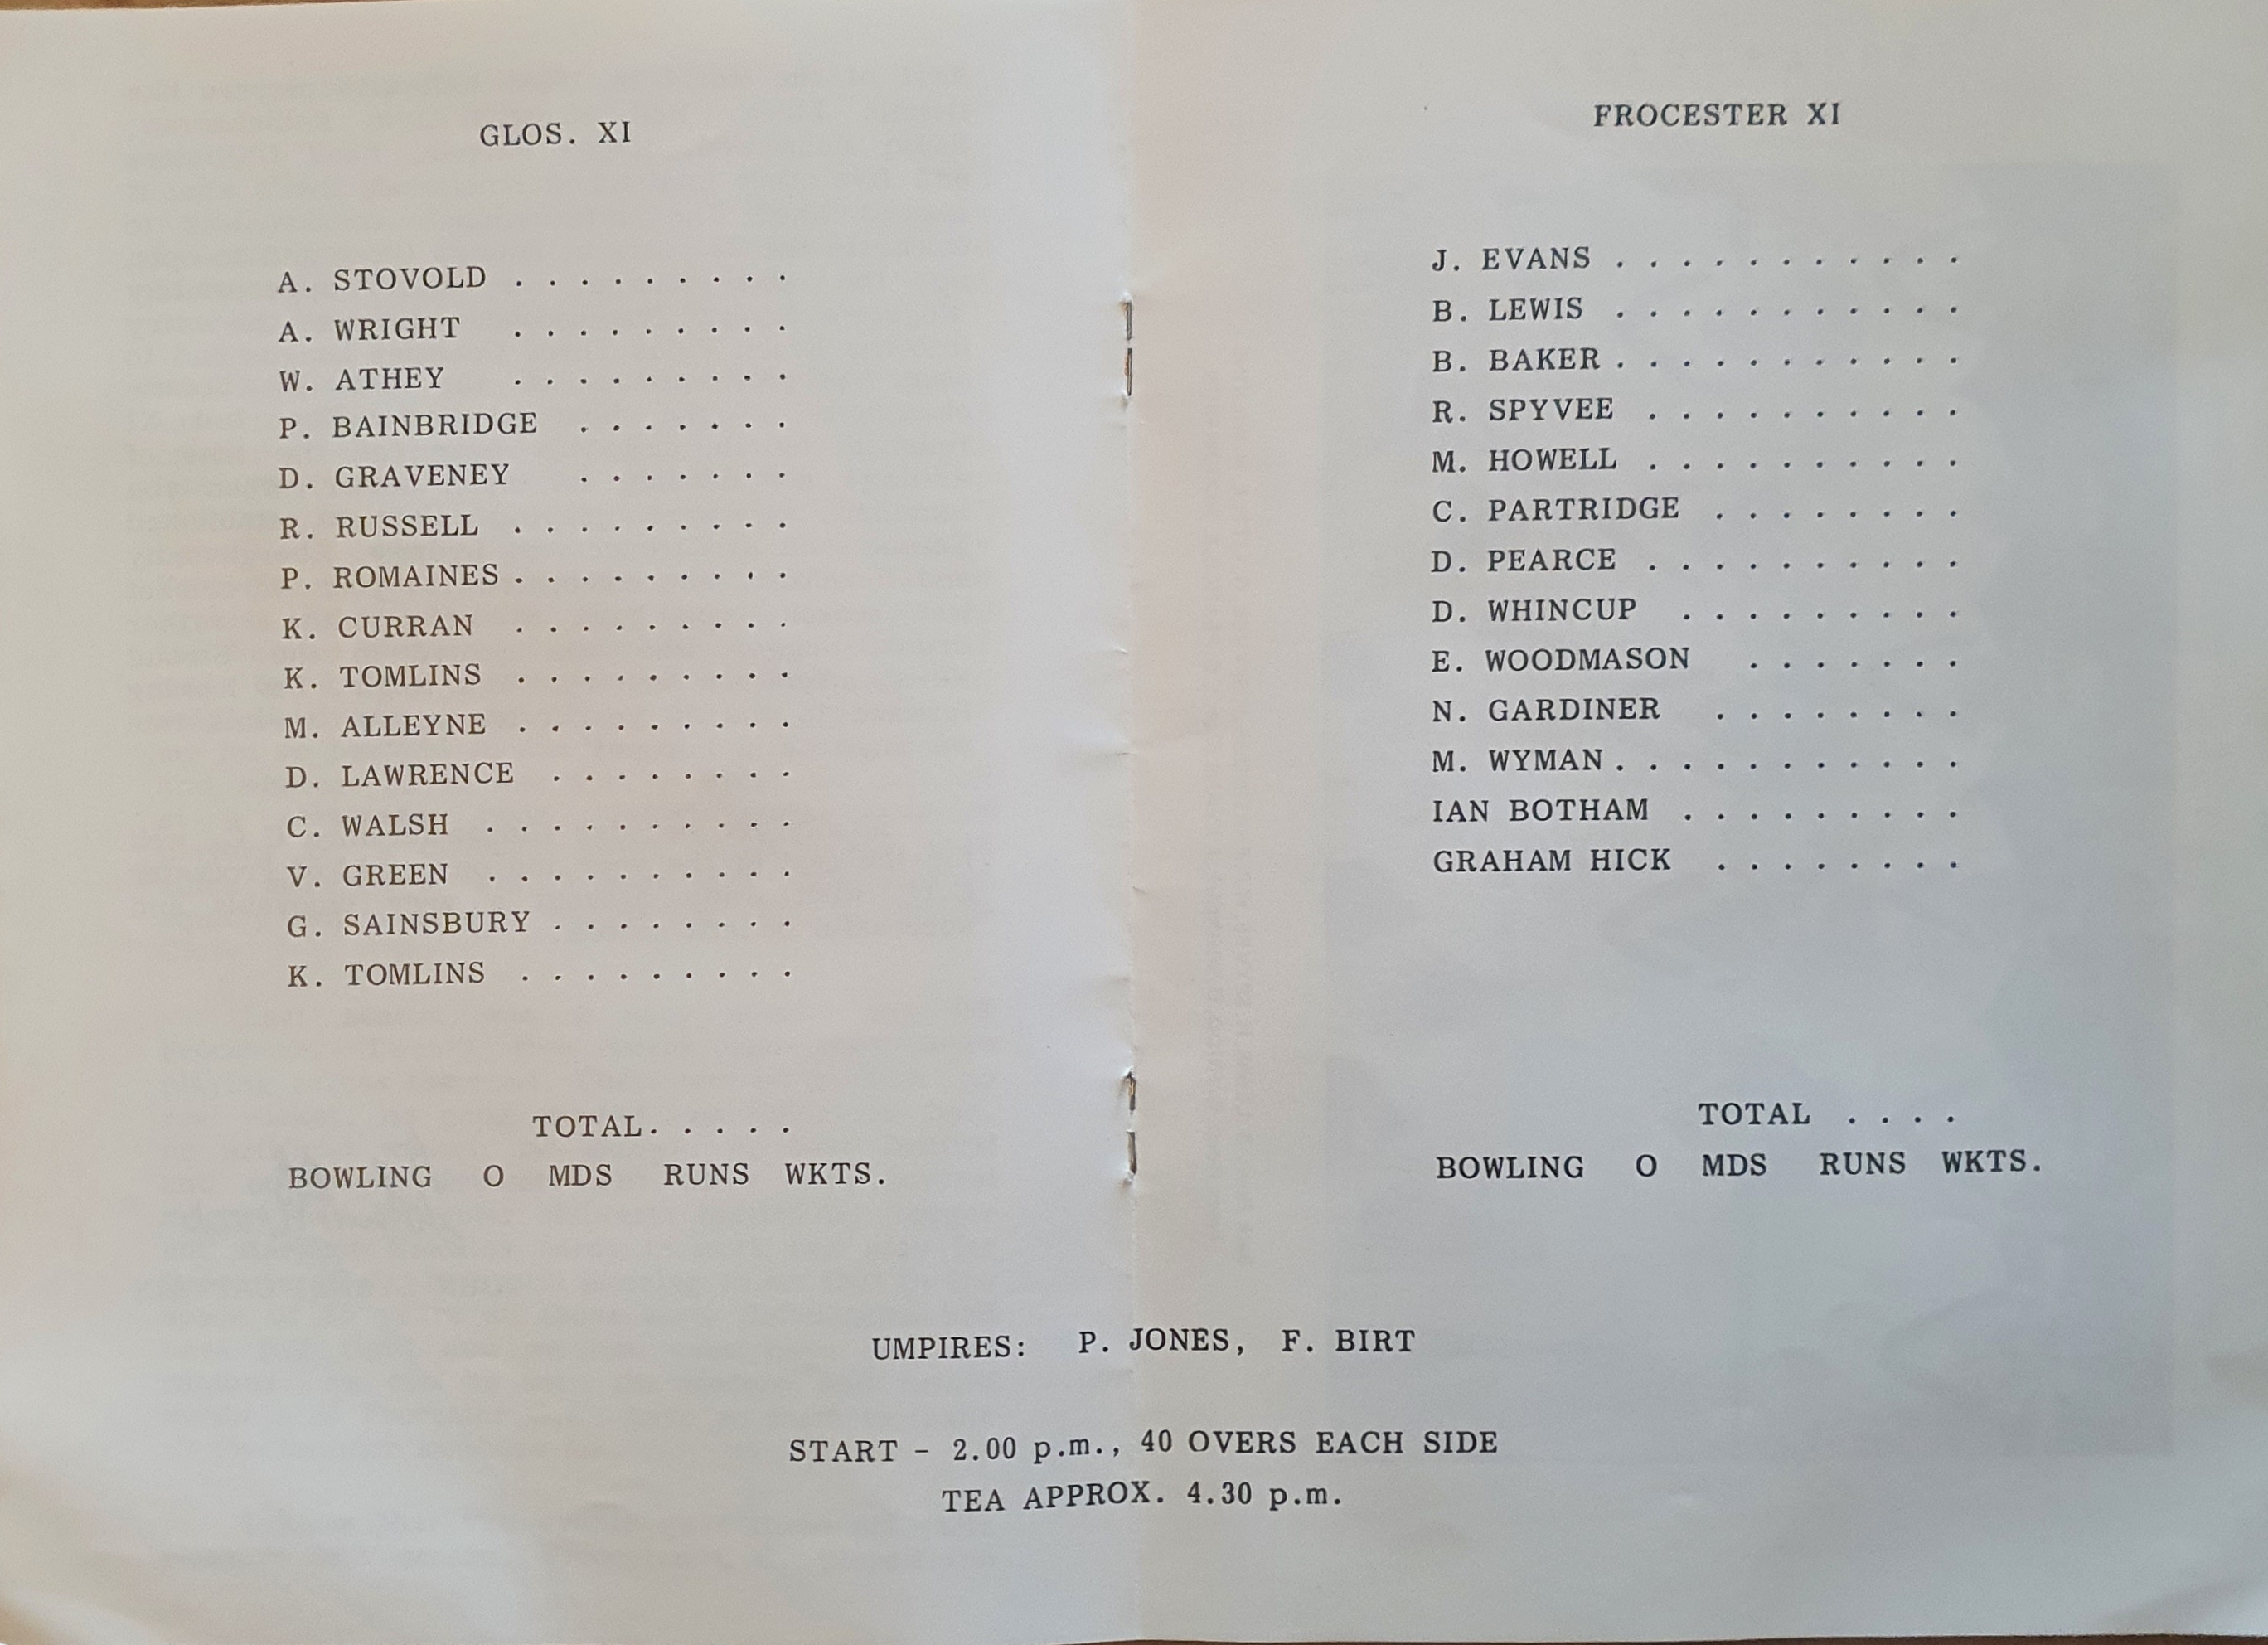 GLOS. XI
A. STOVOLD . . . . . . . . .
A. WRIGHT . . . . . . . . .
W. ATHEY . . . . . . . . .
P. BAINBRIDGE . . . . . . .
D. GRAVENEY . . . . . . .
R. RUSSELL . . . . . . . . .
P. ROMAINES . . . . . . . . .
K. CURRAN . . . . . . . . .
K. TOMLINS . . . . . . . . .
M. ALLEYNE . . . . . . . . .
D. LAWRENCE . . . . . . . .
C. WALSH . . . . . . . . . .
V. GREEN . . . . . . . . . .
G. SAINSBURY . . . . . . . .
K. TOMLINS . . . . . . . . .
TOTAL. . . . .
BOWLING O MDS RUNS WKTS.
FROCESTER XI
J. EVANS . . . . . . . . . . .
B. LEWIS . . . . . . . . . . .
B. BAKER . . . . . . . . . . .
R. SPYVEE . . . . . . . . . .
M. HOWELL . . . . . . . . . .
C. PARTRIDGE . . . . . . . .
D. PEARCE . . . . . . . . . .
D. WHINCUP . . . . . . . . .
E. WOODMASON . . . . . . .
N. GARDINER . . . . . . . .
M. WYMAN . . . . . . . . . . .
IAN BOTHAM . . . . . . . . .
GRAHAM HICK . . . . . . . .
TOTAL . . . .
BOWLING O MDS RUNS WKTS.
UMPIRES: P. JONES, F. BIRT
START - 2.00 p.m., 40 OVERS EACH SIDE
TEA APPROX. 4.30 p.m.